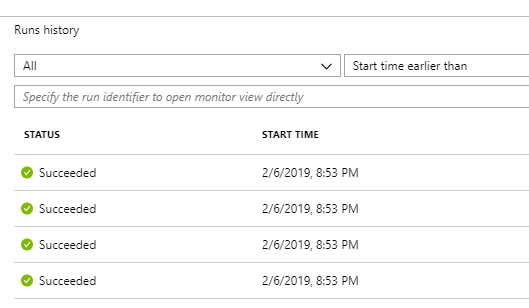 Runs history
All Start time earlier than
Specify the run identifier to open monitor view directly
STATUS START TIME
Succeeded 2/6/2019, 8:53 PM
Succeeded 2/6/2019, 8:53 PM
Succeeded 2/6/2019, 8:53 PM
Succeeded 2/6/2019, 8:53 PM